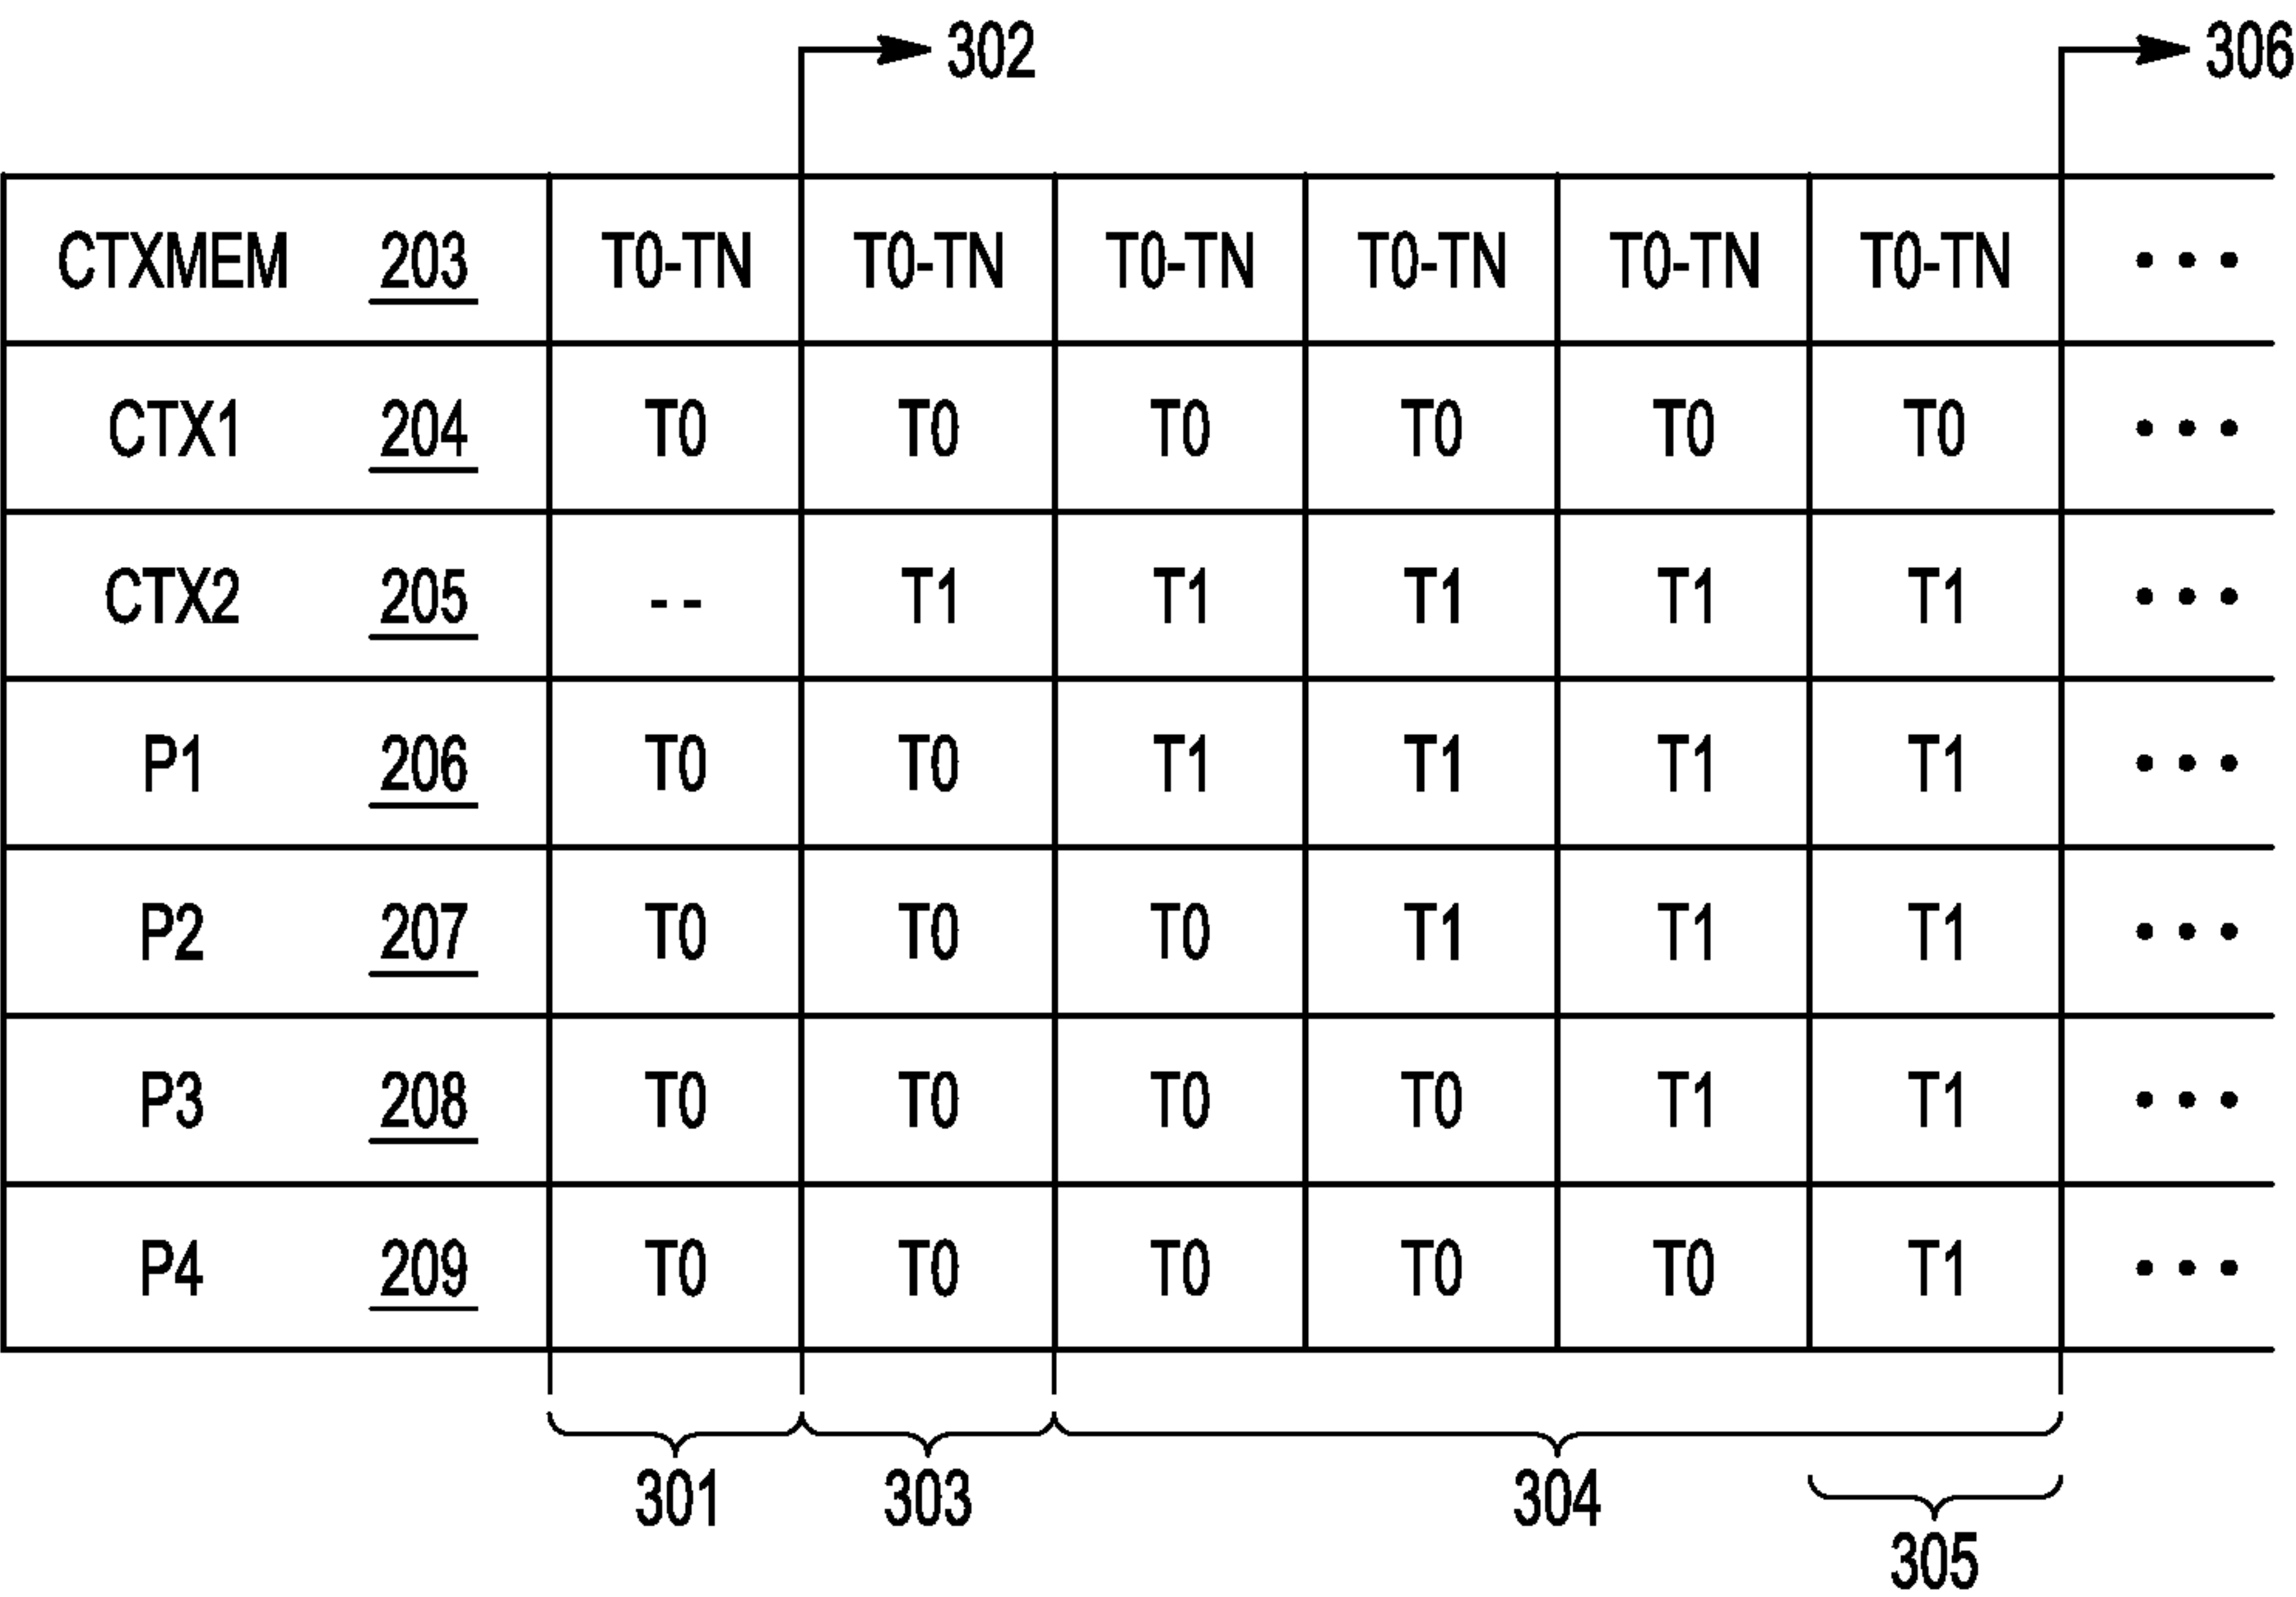 302 306
CTXMEM 203 T0-TN T0-TN T0-TN T0-TN T0-TN T0-TN •••
CTX1 204 T0 T0 T0 T0 T0 T0 •••
CTX2 205 -- T1 T1 T1 T1 T1 •••
P1 206 T0 T0 T1 T1 T1 T1 •••
P2 207 T0 T0 T0 T1 T1 T1 •••
P3 208 T0 T0 T0 T0 T1 T1 •••
P4 209 T0 T0 T0 T0 T0 T1 •••
301 303 304
305